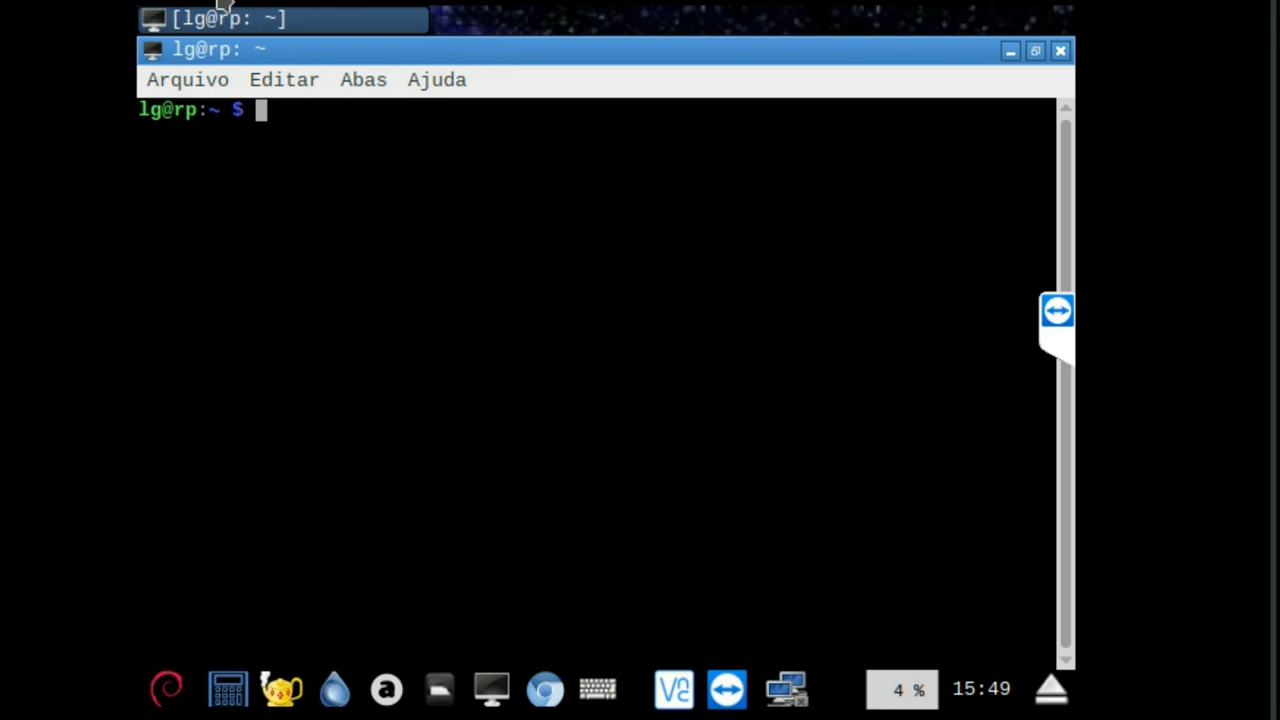 [lg@rp: ~]
lg@rp: ~
Arquivo Editar Abas Ajuda
lg@rp:~ $
a
4 % 15:49